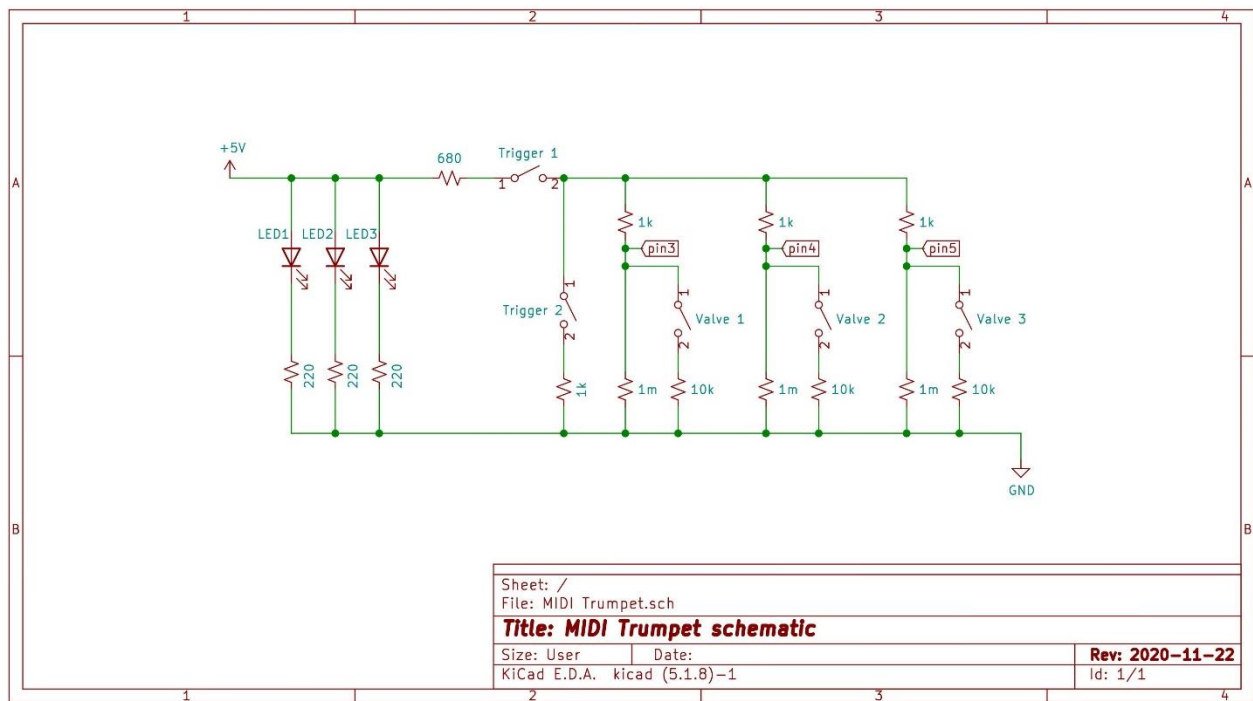 1 2 3 4
A A
B B
1 2 3 4
+5V
680
Trigger 1
1 2
LED1 LED2 LED3
220 220 220
Trigger 2
1
2
1k
1k
pin3
1
2
Valve 1
1m
10k
1k
pin4
1
2
Valve 2
1m
10k
1k
pin5
1
2
Valve 3
1m
10k
GND
Sheet: /
File: MIDI Trumpet.sch
Title: MIDI Trumpet schematic
Size: User Date: Rev: 2020-11-22
KiCad E.D.A. kicad (5.1.8)-1 Id: 1/1